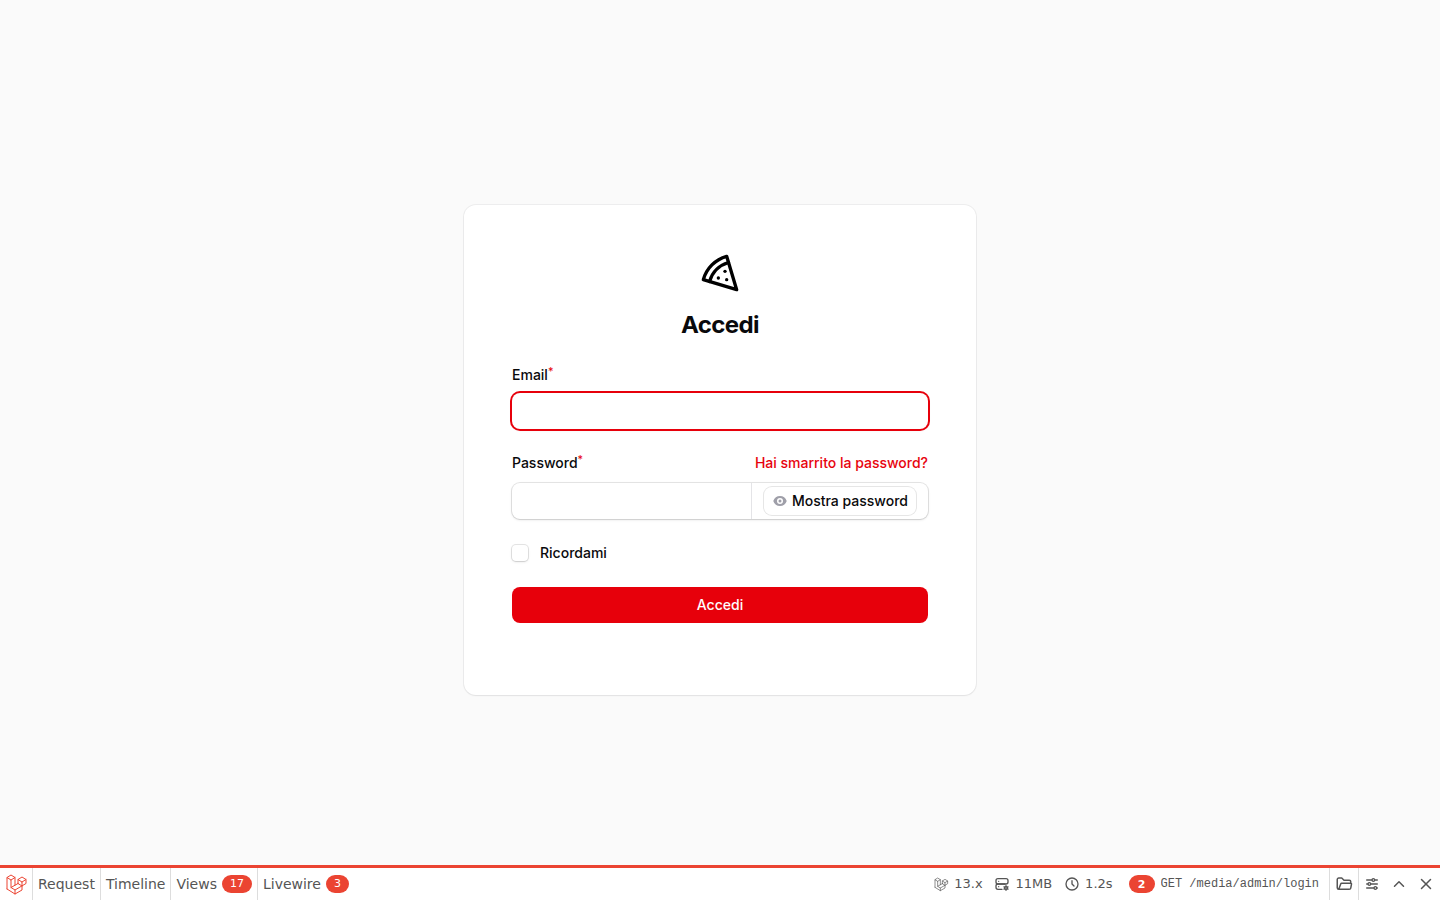 Accedi
Email*
Password*
Hai smarrito la password?
Mostra password
Ricordami
Accedi
Request Timeline Views 17 Livewire 3 13.x 11MB 1.2s 2 GET /media/admin/login